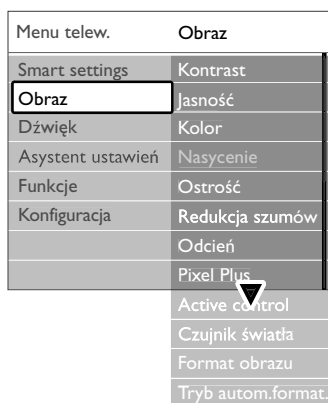 Menu telew.
Obraz
Smart settings
Kontrast
Obraz
Jasność
Dźwięk
Kolor
Asystent ustawień
Nasycenie
Funkcje
Ostrość
Konfiguracja
Redukcja szumów
Odcień
Pixel Plus
Active control
Czujnik światła
Format obrazu
Tryb autom.format.